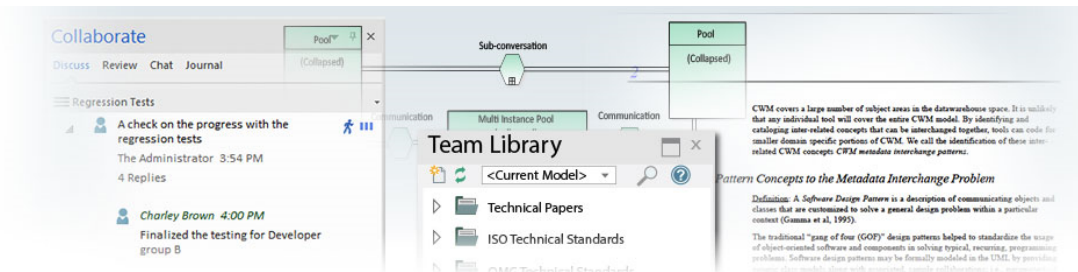 Collaborate
Discuss Review Chat Journal
Regression Tests
A check on the progress with the
regression tests
The Administrator 3:54 PM
4 Replies
Charley Brown 4:00 PM
Finalized the testing for Developer
group B
Pool
(Collapsed)
Sub-conversation
Pool
(Collapsed)
2
Multi Instance Pool
Communication
Team Library
<Current Model>
Technical Papers
ISO Technical Standards
OMG Technical Standards
CWM covers a large number of subject areas in the datawarehouse space. It is unlikely
that any individual tool will cover the entire CWM model. By identifying and
cataloging inter-related concepts that can be interchanged together, tools can code for
smaller domain specific portions of CWM. We call the identification of these inter-
related CWM concepts CWM metadata interchange patterns.
Pattern Concepts to the Metadata Interchange Problem
Definition: A Software Design Pattern is a description of communicating objects and
classes that are customized to solve a general design problem within a particular
context (Gamma et al, 1995).
The traditional "gang of four (GOF)" design patterns helped to standardize the usage
of object-oriented software and components in solving typical, recurring, programming
problems. Software design patterns may be formally modeled in the UML, by providing